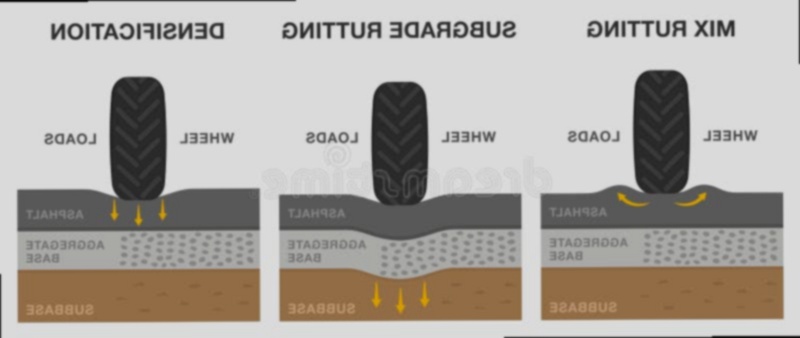 MIX RUTTING
WHEEL LOADS
ASPHALT
AGGREGATE
BASE
SUBBASE
SUBGRADE RUTTING
WHEEL LOADS
ASPHALT
AGGREGATE
BASE
SUBBASE
DENSIFICATION
WHEEL LOADS
ASPHALT
AGGREGATE
BASE
SUBBASE
dreamstime